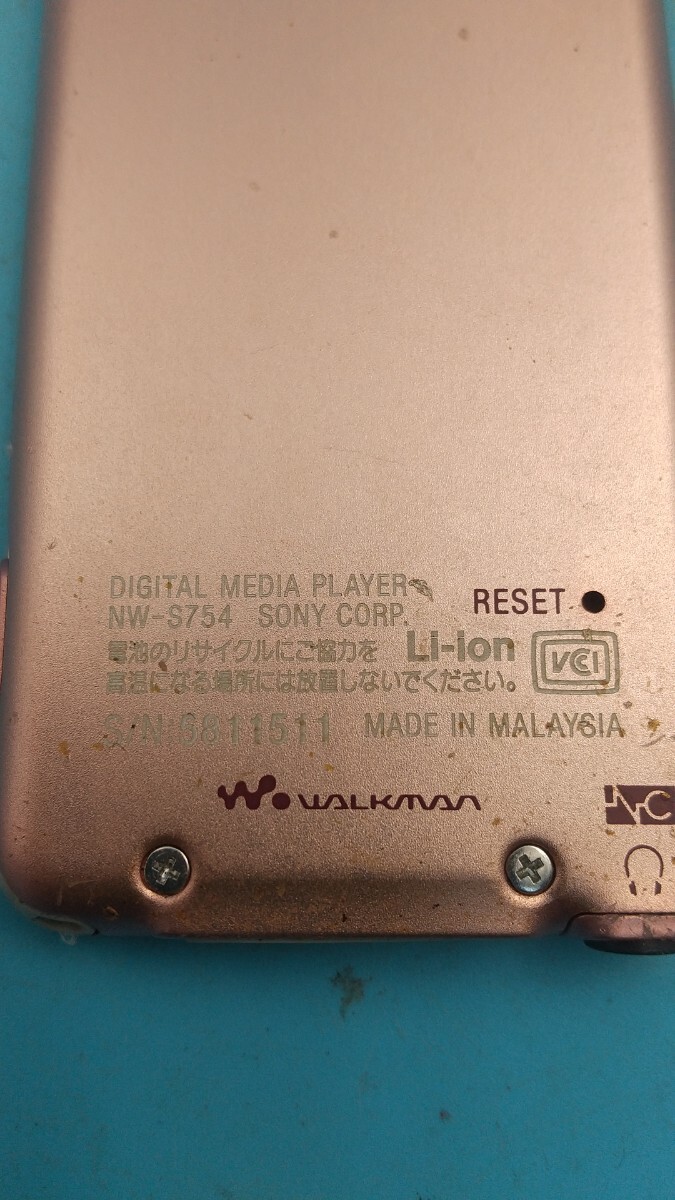 DIGITAL MEDIA PLAYER
NW-S754 SONY CORP.
RESET
電池のリサイクルにご協力を Li-ion
VCI
高温になる場所には放置しないでください。
S/N:6811511 MADE IN MALAYSIA
WALKMAN
NC